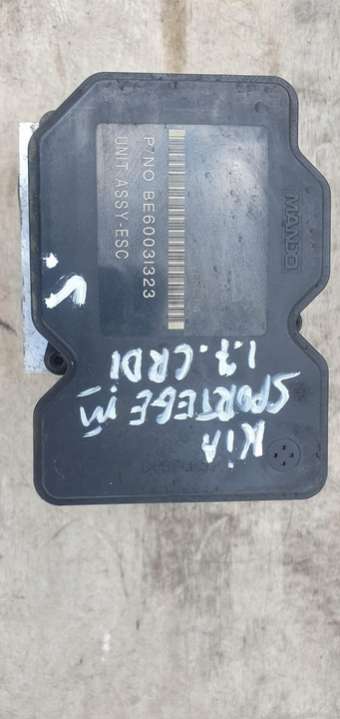 MANDO
P/NO BE60031323
UNIT ASSY-ESC
KiA
SPORTEGE III
1.7. CRDI